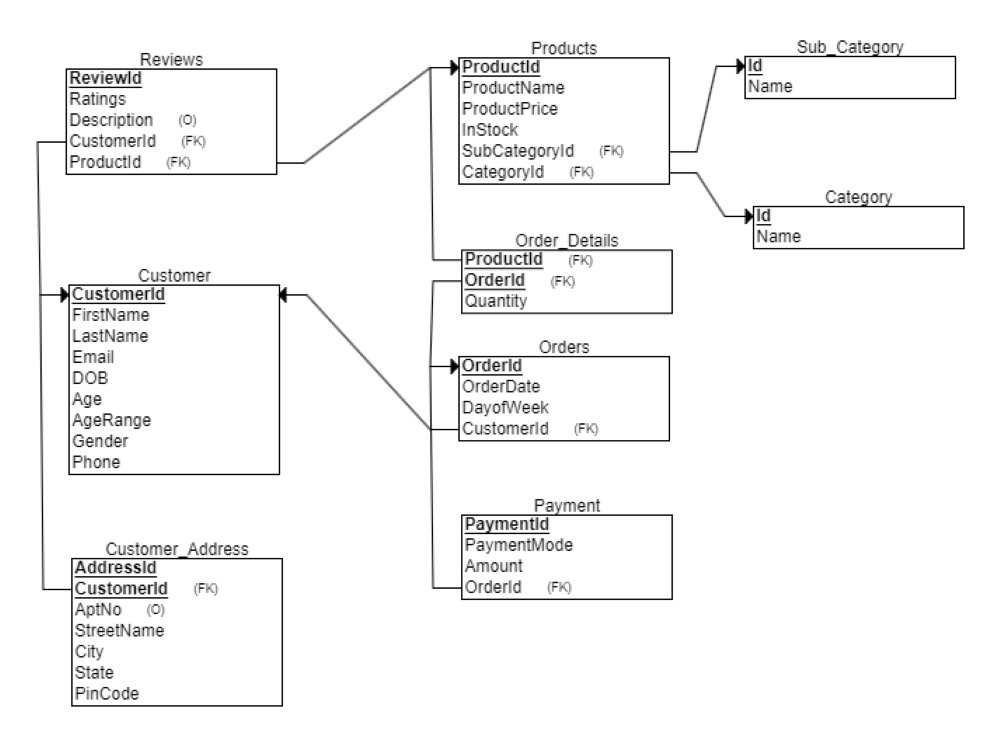 Reviews
ReviewId
Ratings
Description (O)
CustomerId (FK)
ProductId (FK)
Customer
CustomerId
FirstName
LastName
Email
DOB
Age
AgeRange
Gender
Phone
Customer_Address
AddressId
CustomerId (FK)
AptNo (O)
StreetName
City
State
PinCode
Products
ProductId
ProductName
ProductPrice
InStock
SubCategoryId (FK)
CategoryId (FK)
Order_Details
ProductId (FK)
OrderId (FK)
Quantity
Orders
OrderId
OrderDate
DayofWeek
CustomerId (FK)
Payment
PaymentId
PaymentMode
Amount
OrderId (FK)
Sub_Category
Id
Name
Category
Id
Name